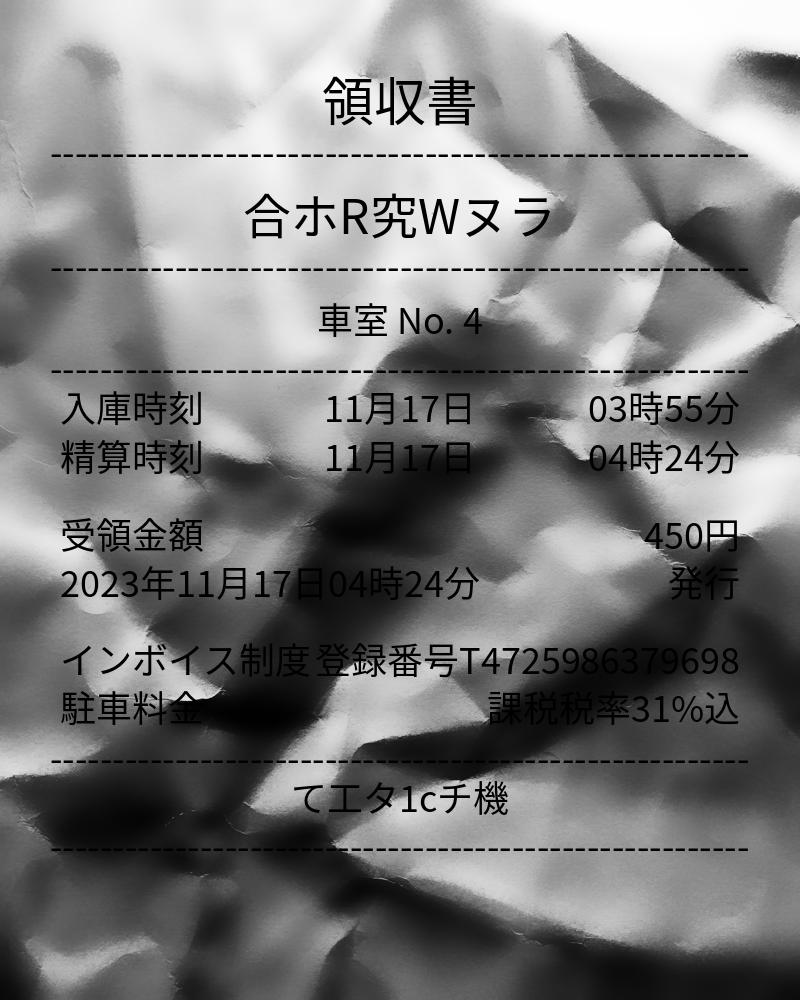 領収書
合ホR究Wヌラ
車室 No. 4
入庫時刻 11月17日 03時55分
精算時刻 11月17日 04時24分
受領金額 450円
2023年11月17日04時24分 発行
インボイス制度 登録番号T4725986379698
駐車料金 課税税率31%込
て工タ1cチ機